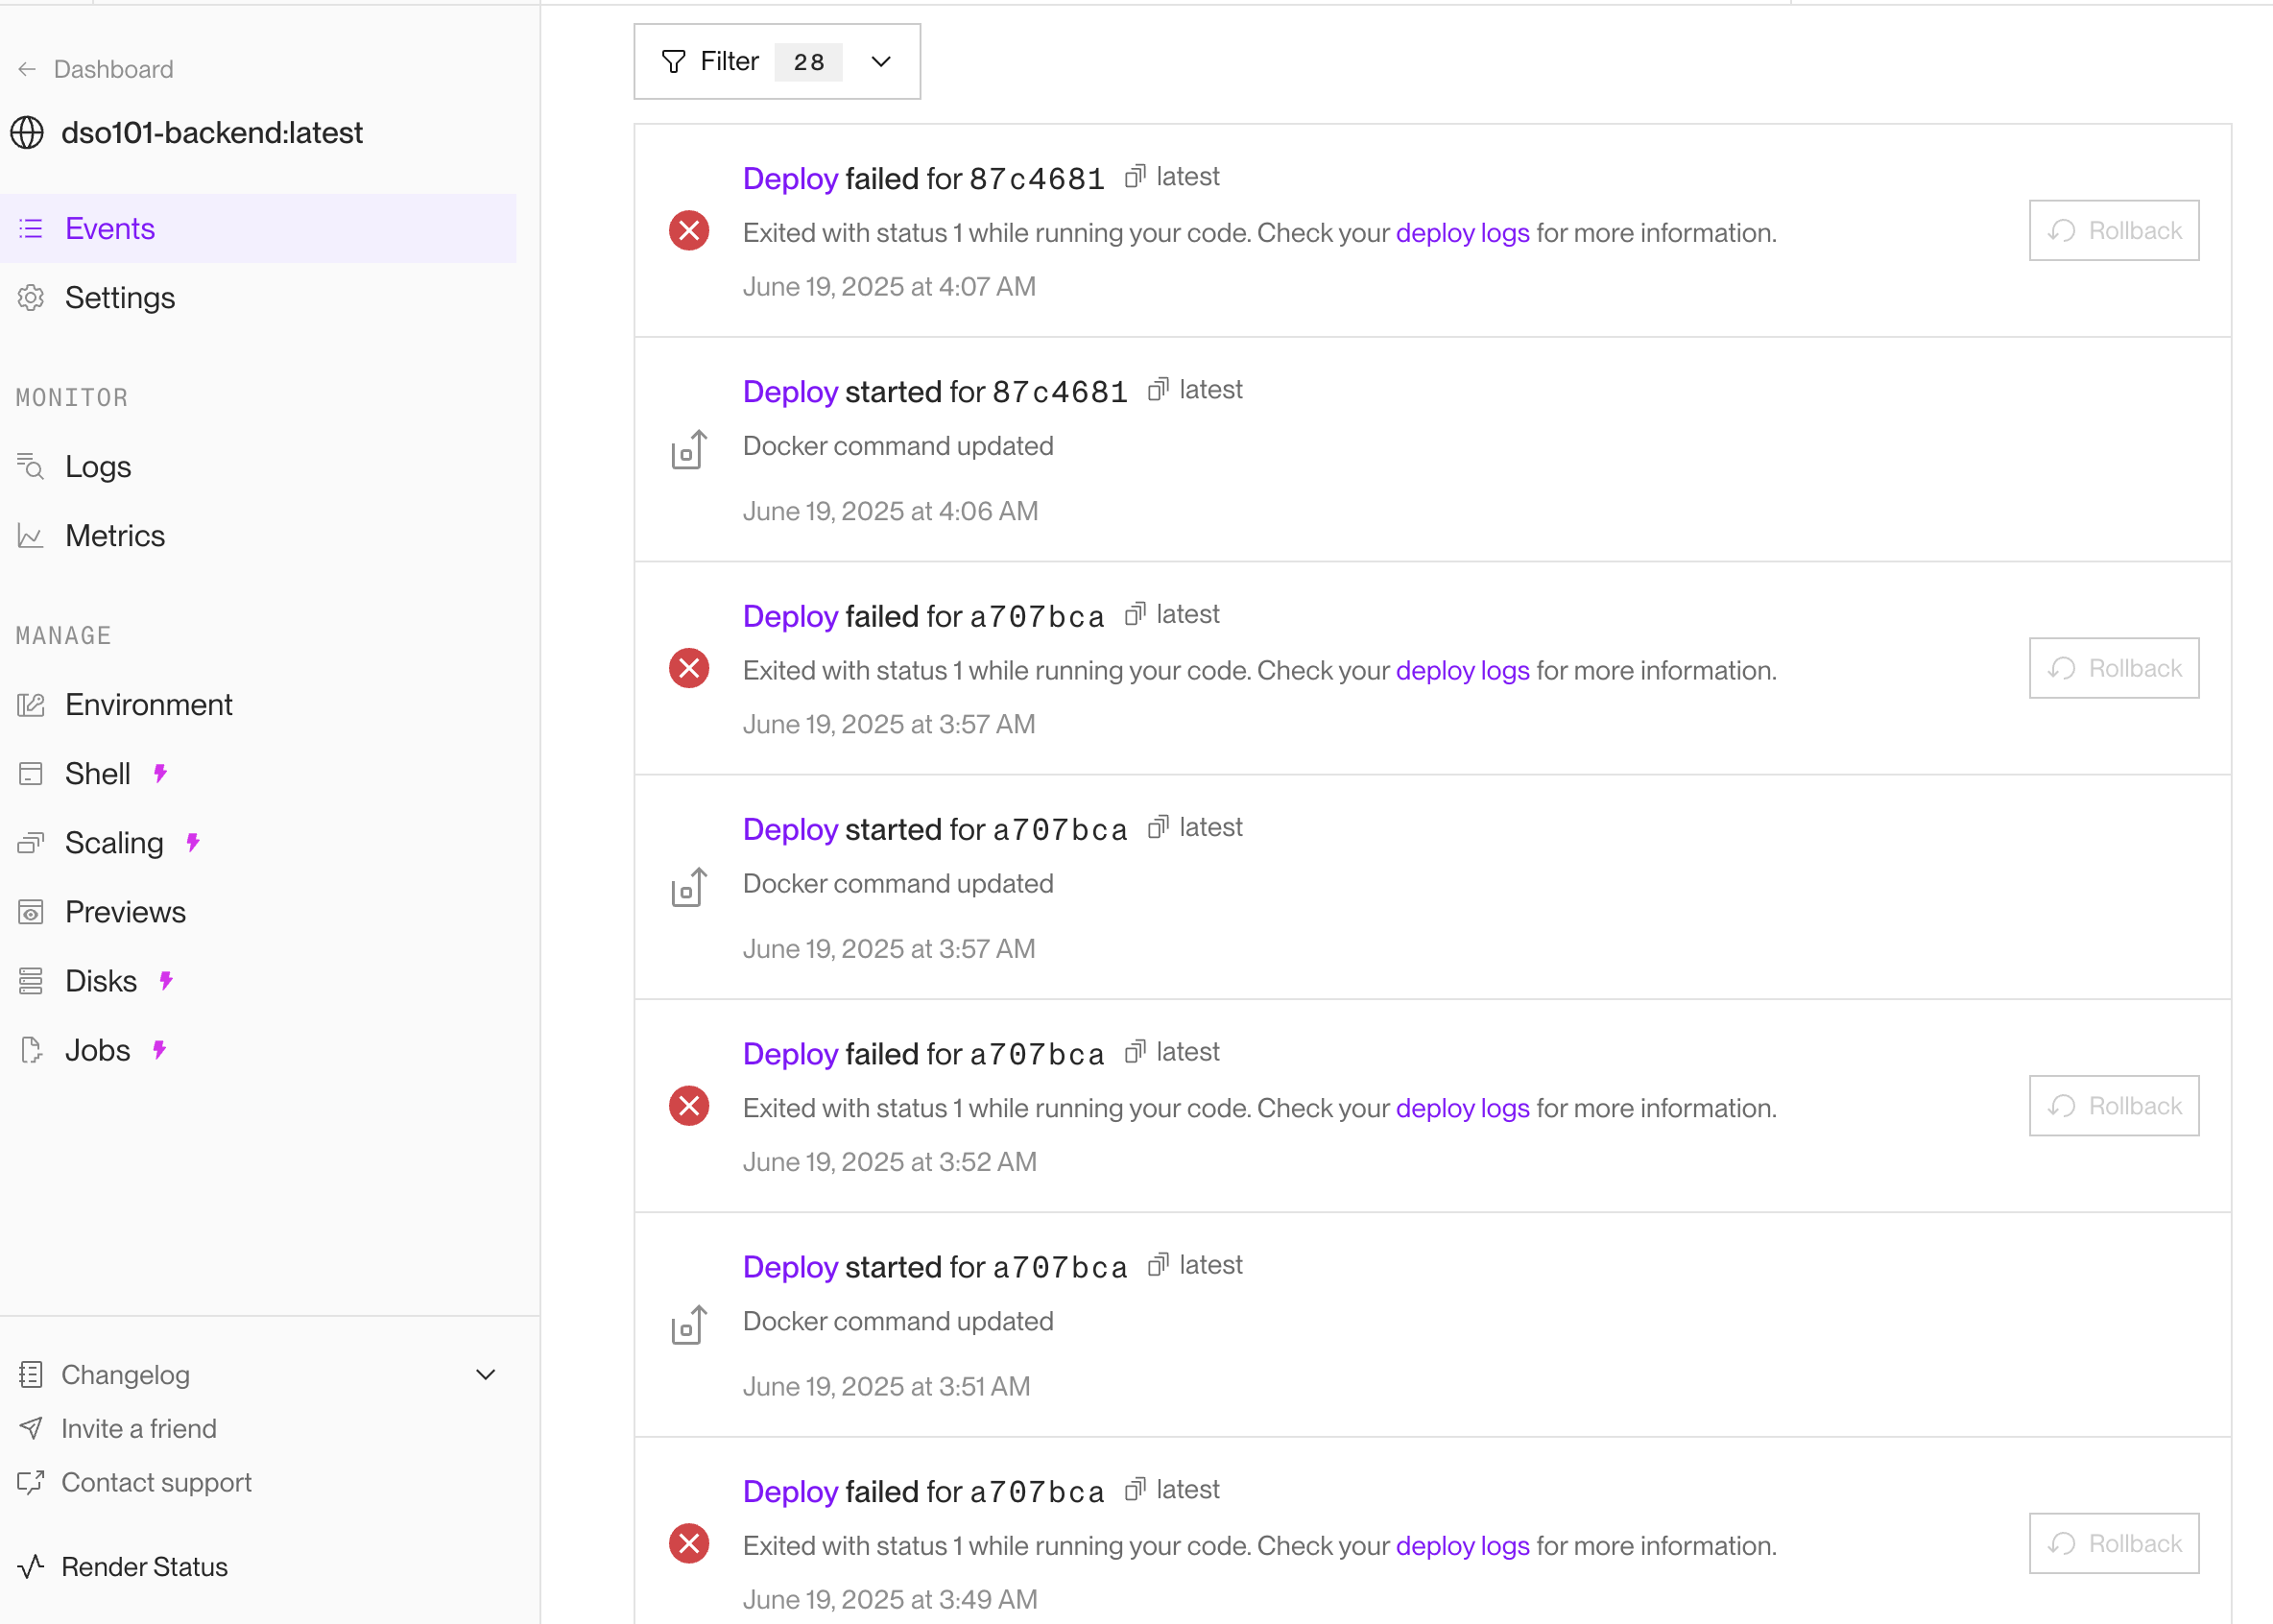 Dashboard
dso101-backend:latest
Events
Settings
MONITOR
Logs
Metrics
MANAGE
Environment
Shell
Scaling
Previews
Disks
Jobs
Changelog
Invite a friend
Contact support
Render Status
Filter 28
Deploy failed for 87c4681 latest
Exited with status 1 while running your code. Check your deploy logs for more information.
June 19, 2025 at 4:07 AM
Rollback
Deploy started for 87c4681 latest
Docker command updated
June 19, 2025 at 4:06 AM
Deploy failed for a707bca latest
Exited with status 1 while running your code. Check your deploy logs for more information.
June 19, 2025 at 3:57 AM
Rollback
Deploy started for a707bca latest
Docker command updated
June 19, 2025 at 3:57 AM
Deploy failed for a707bca latest
Exited with status 1 while running your code. Check your deploy logs for more information.
June 19, 2025 at 3:52 AM
Rollback
Deploy started for a707bca latest
Docker command updated
June 19, 2025 at 3:51 AM
Deploy failed for a707bca latest
Exited with status 1 while running your code. Check your deploy logs for more information.
June 19, 2025 at 3:49 AM
Rollback